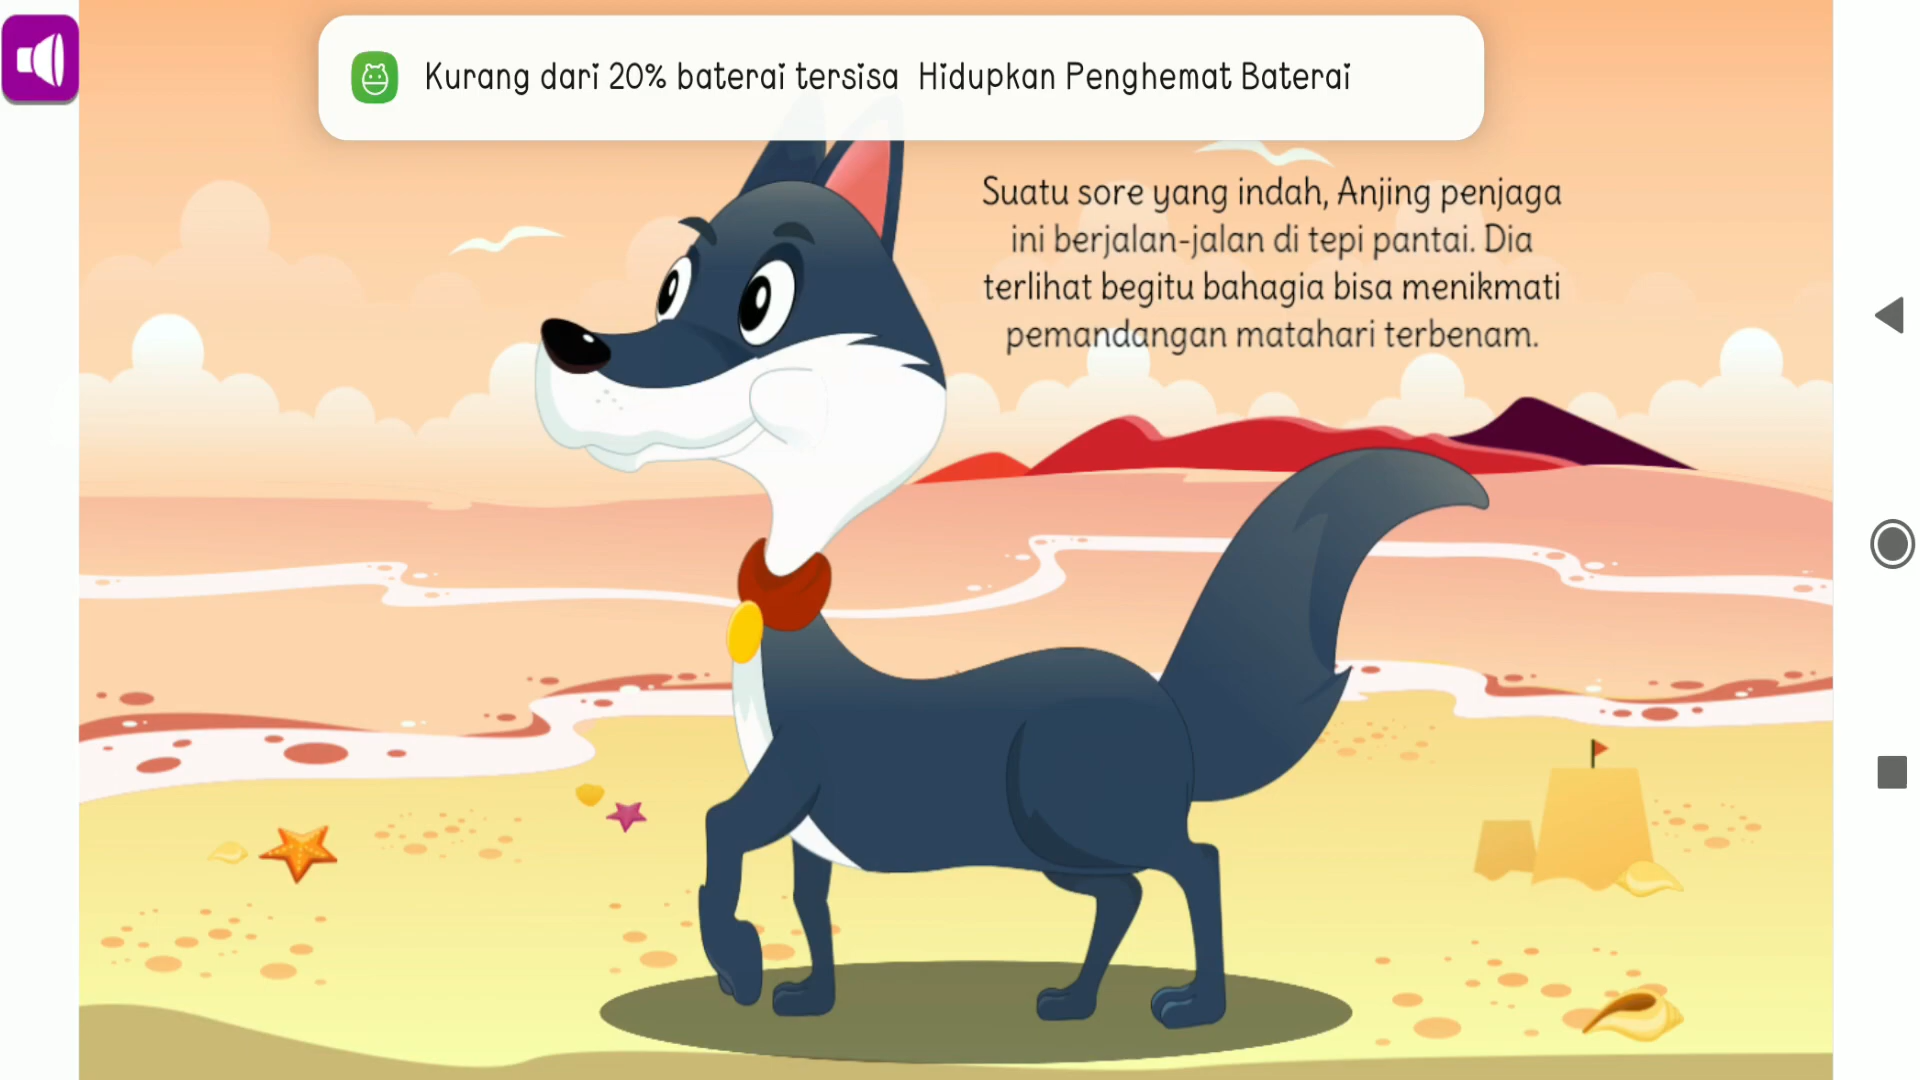 Kurang dari 20% baterai tersisa  Hidupkan Penghemat Baterai
Suatu sore yang indah, Anjing penjaga
ini berjalan-jalan di tepi pantai. Dia
terlihat begitu bahagia bisa menikmati
pemandangan matahari terbenam.